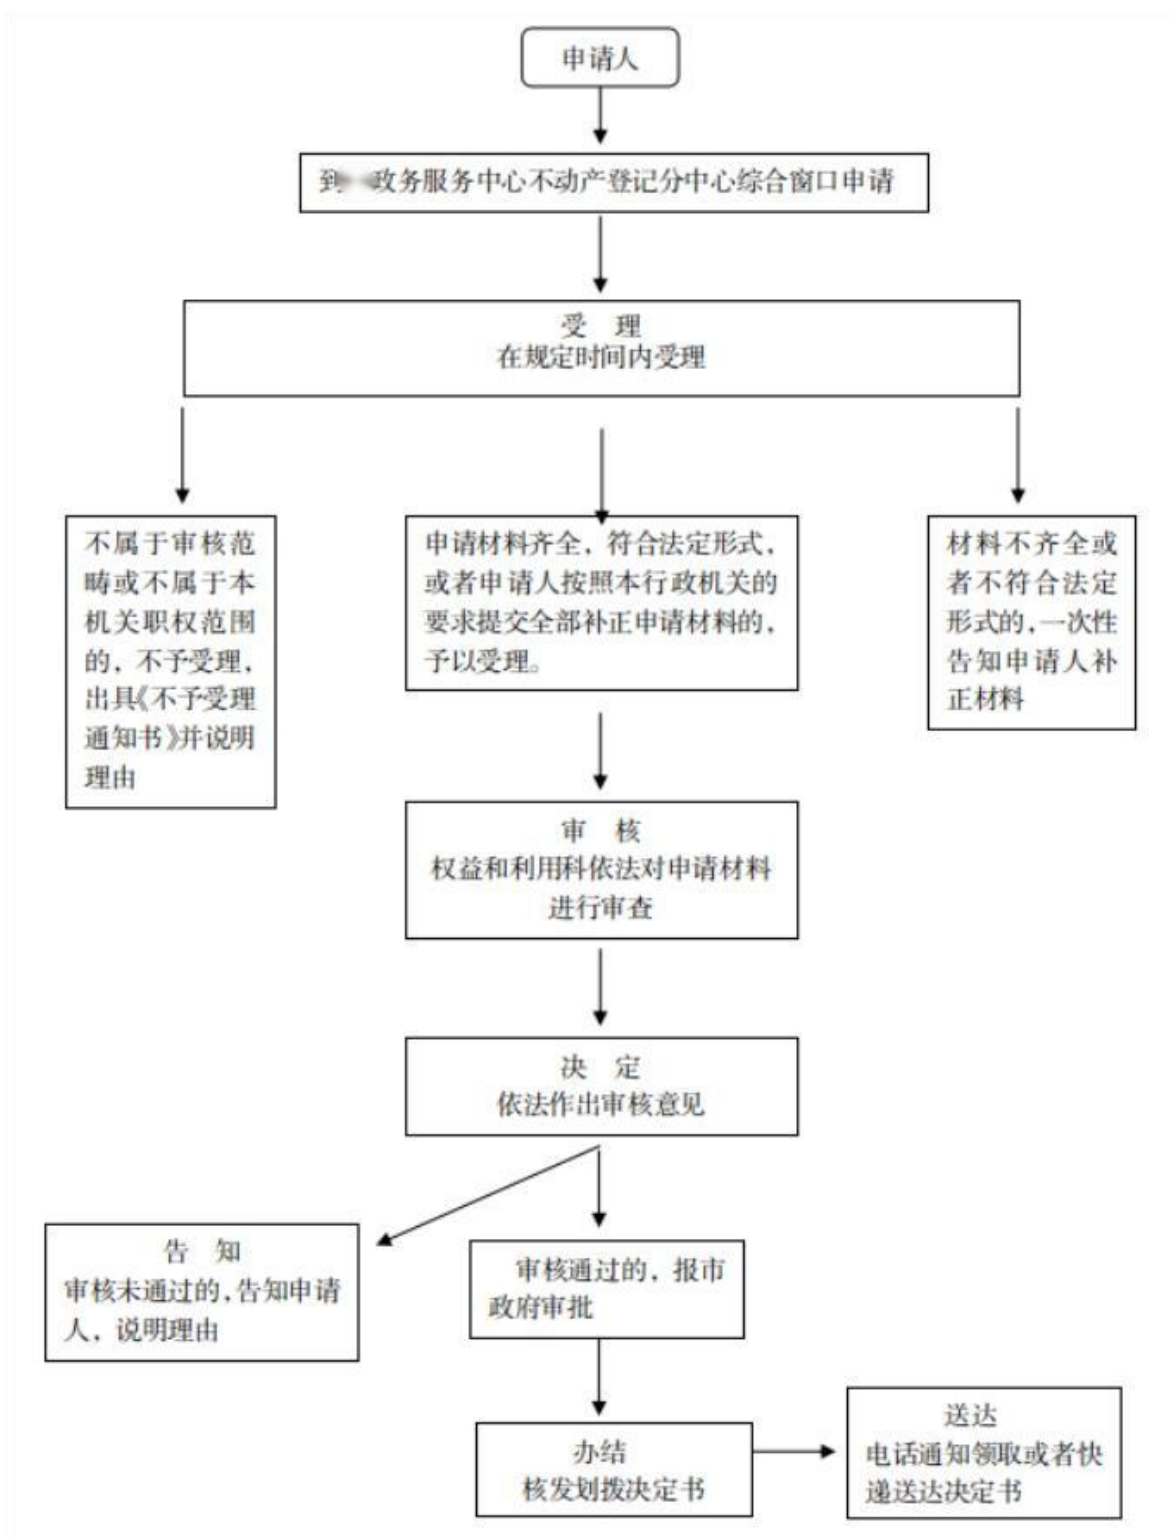 申请人
到 政务服务中心不动产登记分中心综合窗口申请
受 理
在规定时间内受理
不属于审核范
畴或不属于本
机关职权范围
的，不予受理，
出具《不予受理
通知书》并说明
理由
申请材料齐全，符合法定形式，
或者申请人按照本行政机关的
要求提交全部补正申请材料的，
予以受理。
材料不齐全或
者不符合法定
形式的，一次性
告知申请人补
正材料
审 核
权益和利用科依法对申请材料
进行审查
决 定
依法作出审核意见
告 知
审核未通过的，告知申请
人，说明理由
审核通过的，报市
政府审批
办结
核发划拨决定书
送达
电话通知领取或者快
递送达决定书